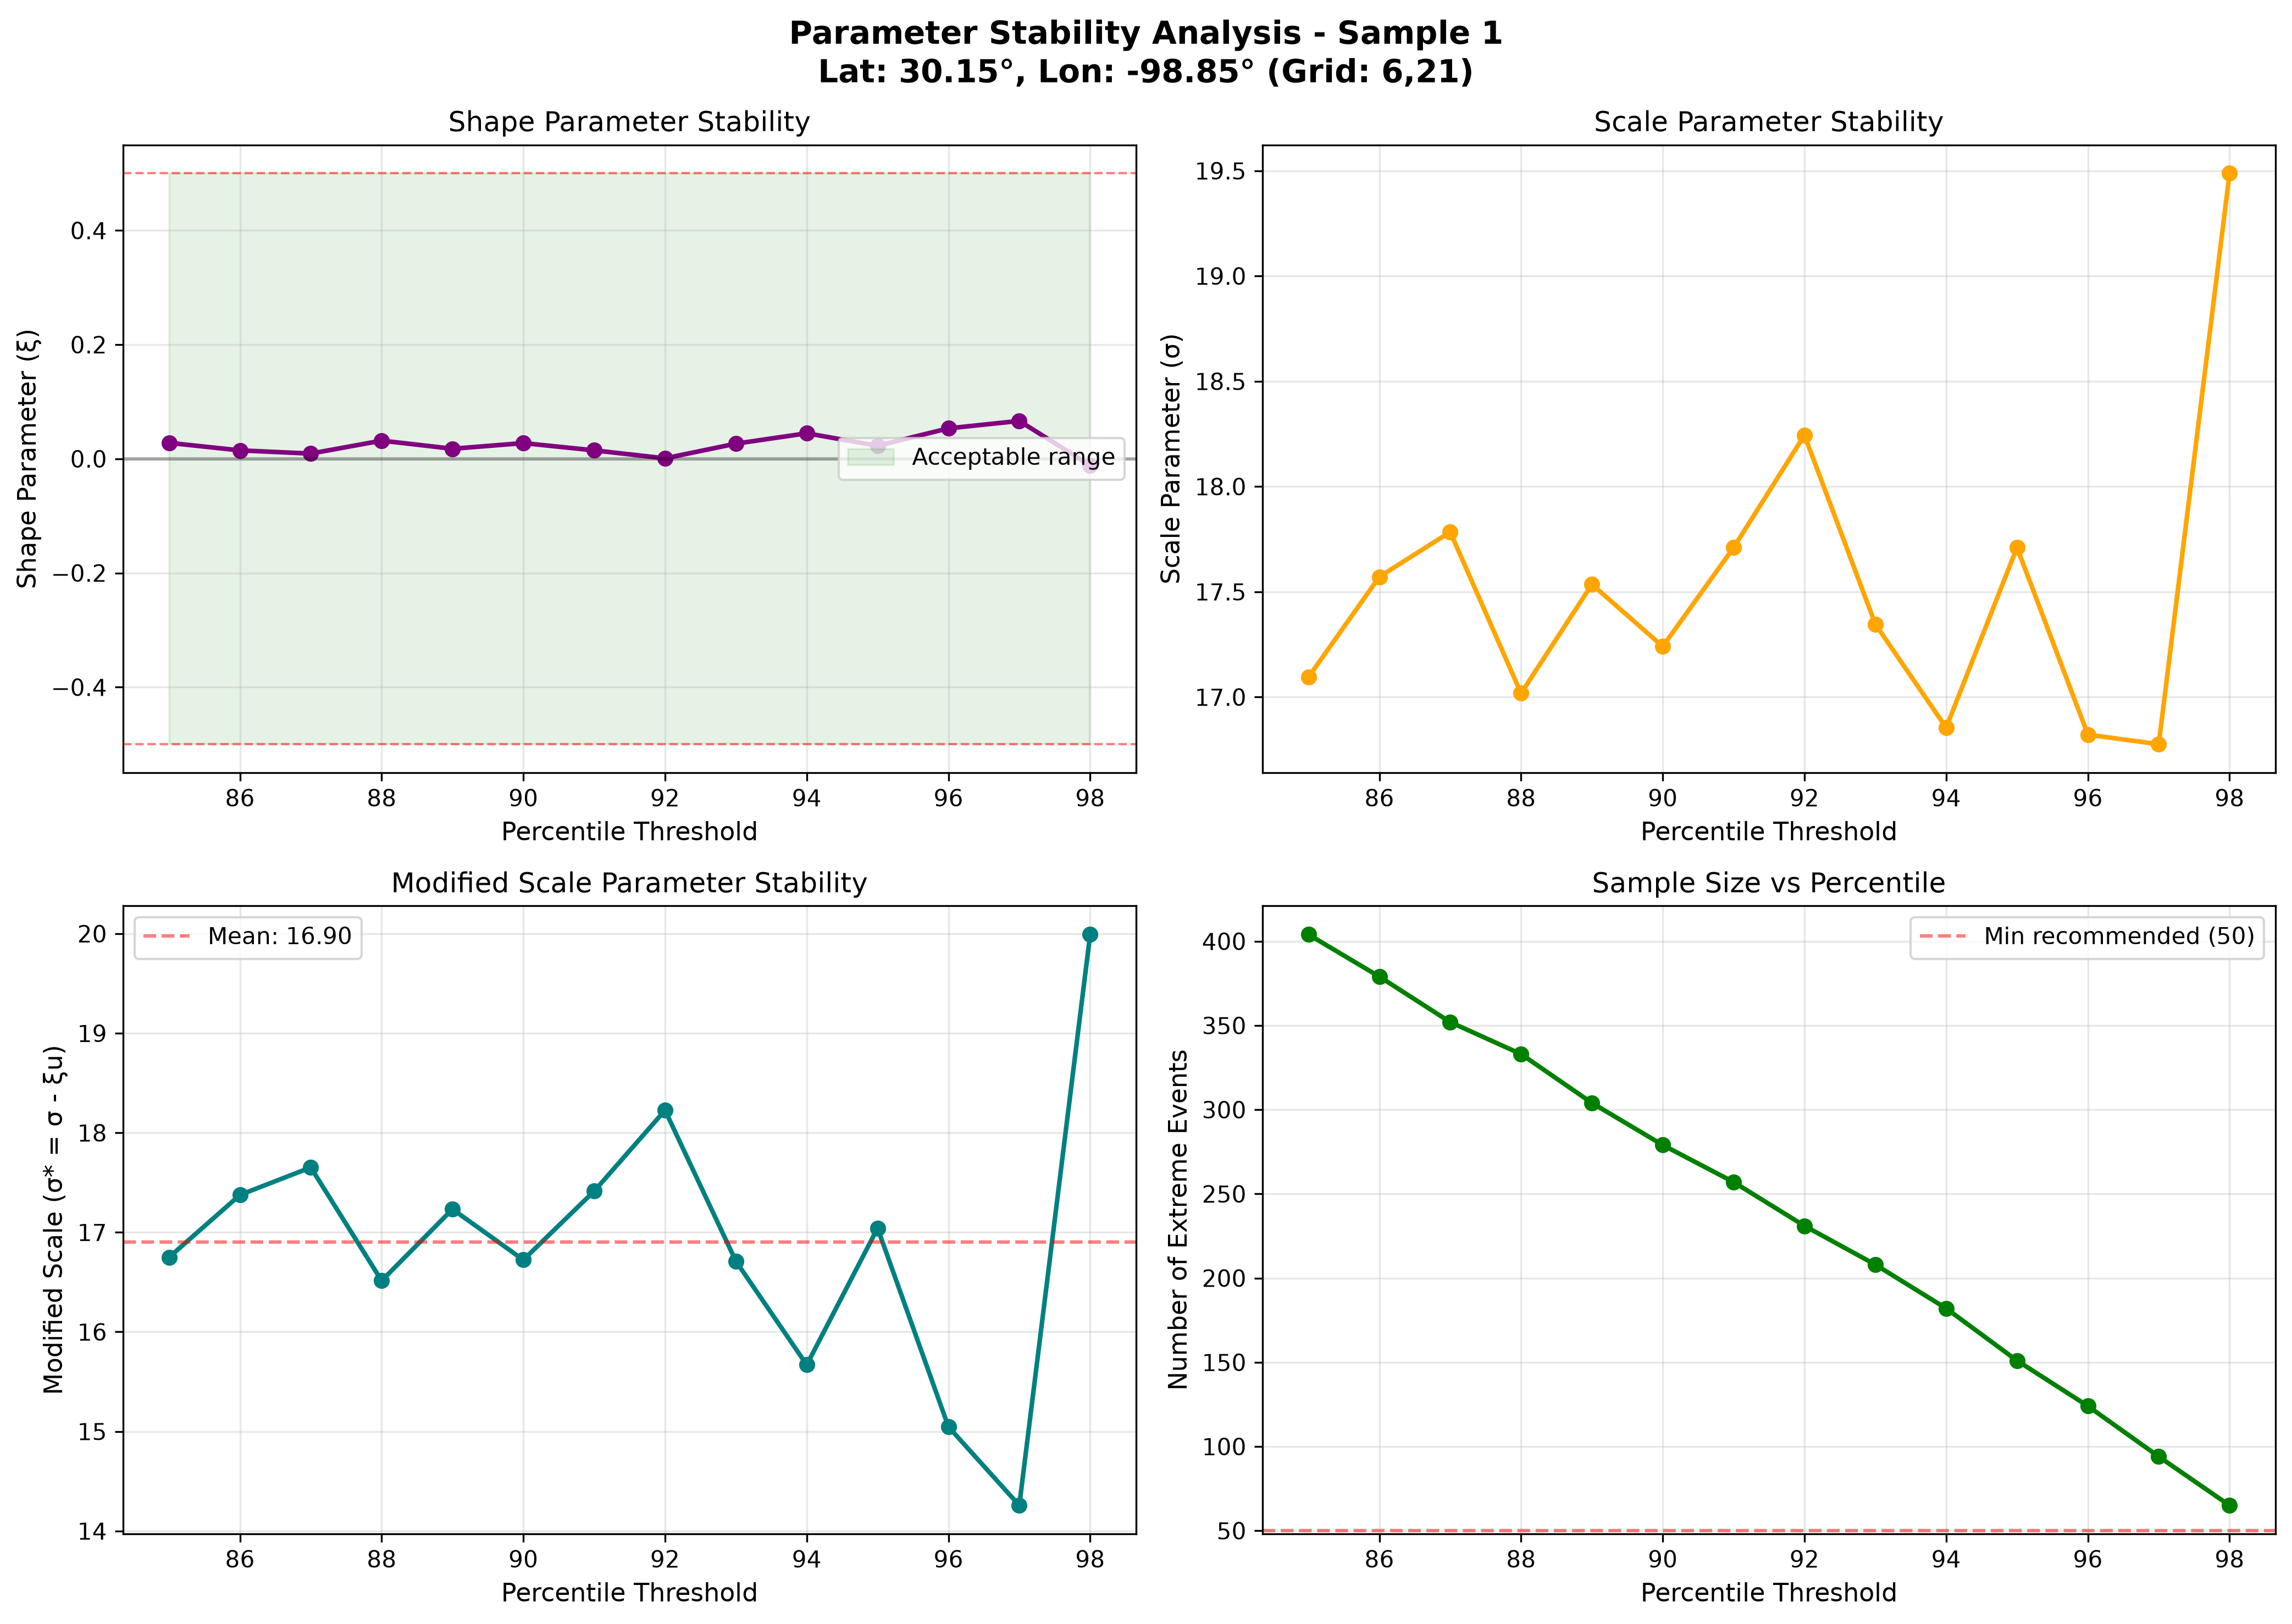 Parameter Stability Analysis - Sample 1
Lat: 30.15°, Lon: -98.85° (Grid: 6,21)
Shape Parameter Stability
Shape Parameter (ξ)
0.4
0.2
0.0
−0.2
−0.4
Acceptable range
86 88 90 92 94 96 98
Percentile Threshold
Scale Parameter Stability
Scale Parameter (σ)
19.5
19.0
18.5
18.0
17.5
17.0
86 88 90 92 94 96 98
Percentile Threshold
Modified Scale Parameter Stability
Modified Scale (σ* = σ - ξu)
20
19
18
17
16
15
14
Mean: 16.90
86 88 90 92 94 96 98
Percentile Threshold
Sample Size vs Percentile
Number of Extreme Events
400
350
300
250
200
150
100
50
Min recommended (50)
86 88 90 92 94 96 98
Percentile Threshold